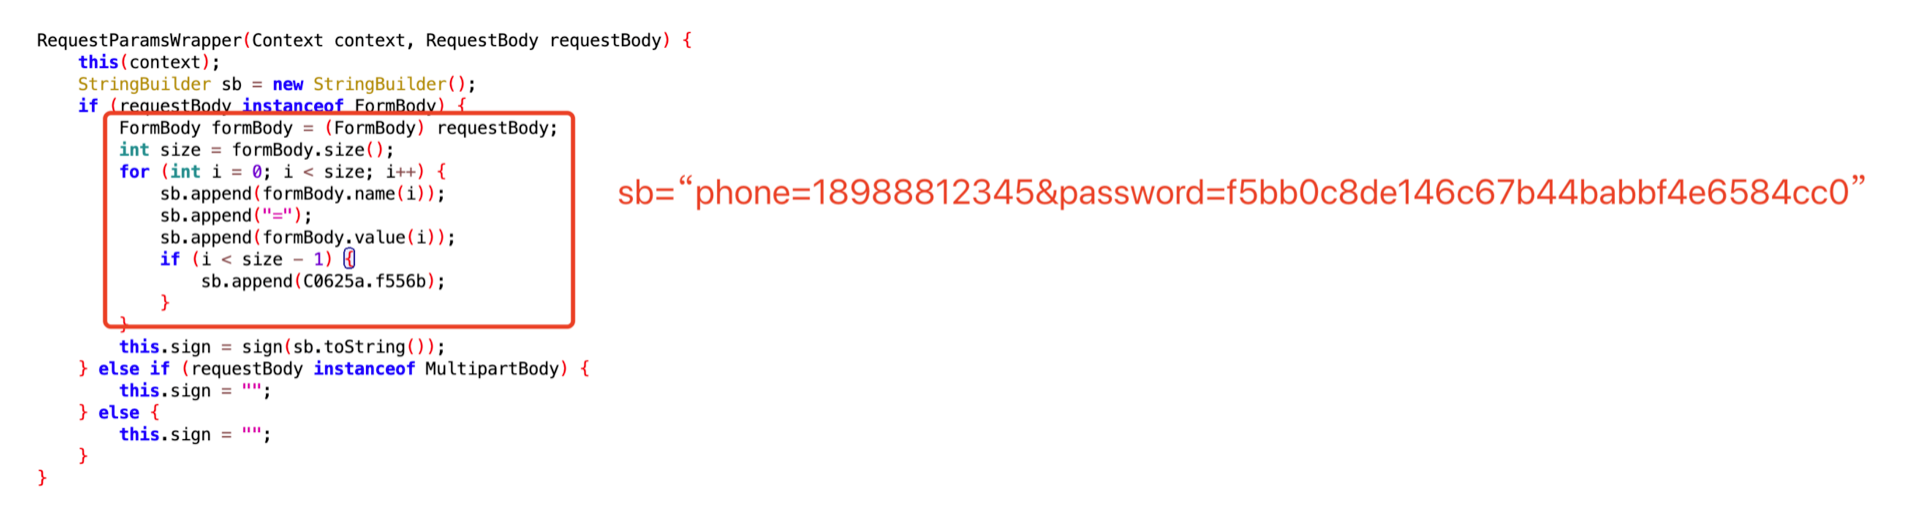 RequestParamsWrapper(Context context, RequestBody requestBody) {
this(context);
StringBuilder sb = new StringBuilder();
if (requestBody instanceof FormBody) {
FormBody formBody = (FormBody) requestBody;
int size = formBody.size();
for (int i = 0; i < size; i++) {
sb.append(formBody.name(i));
sb=“phone=18988812345&password=f5bb0c8de146c67b44babbf4e6584cc0”
sb.append("=");
sb.append(formBody.value(i));
if (i < size - 1) {
sb.append(C0625a.f556b);
}
}
this.sign = sign(sb.toString());
} else if (requestBody instanceof MultipartBody) {
this.sign = "";
} else {
this.sign = "";
}
}